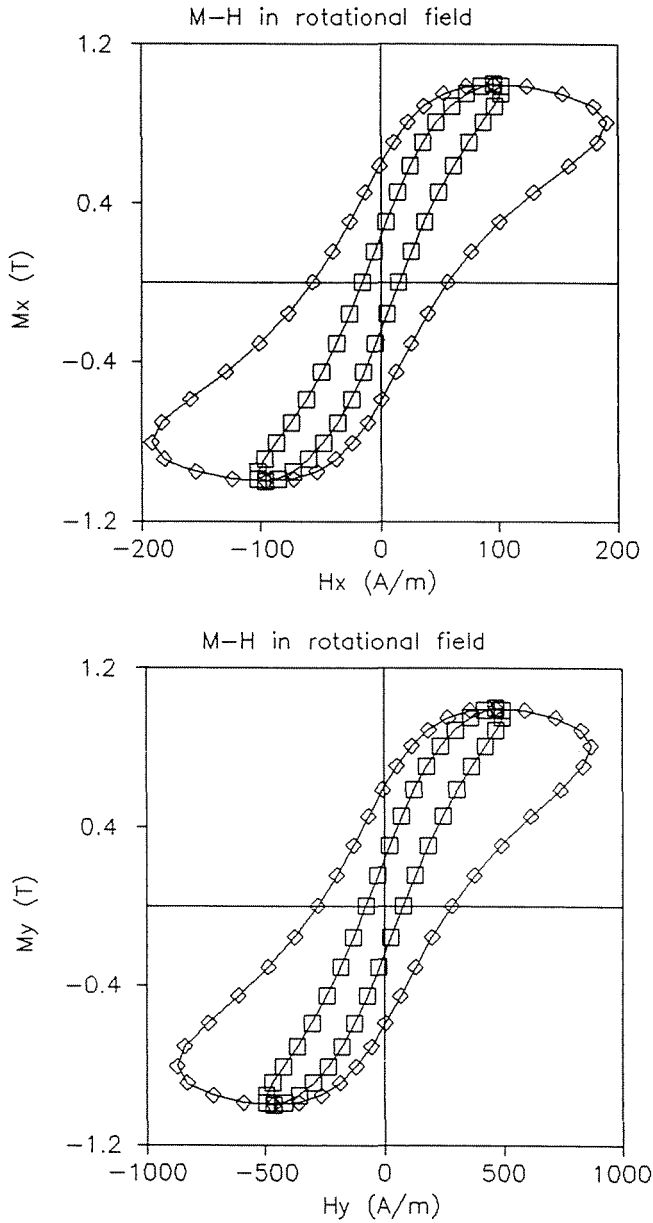 M-H in rotational field
1.2
0.4
-0.4
-1.2
Mx (T)
-200 -100 0 100 200
Hx (A/m)
M-H in rotational field
1.2
0.4
-0.4
-1.2
My (T)
-1000 -500 0 500 1000
Hy (A/m)